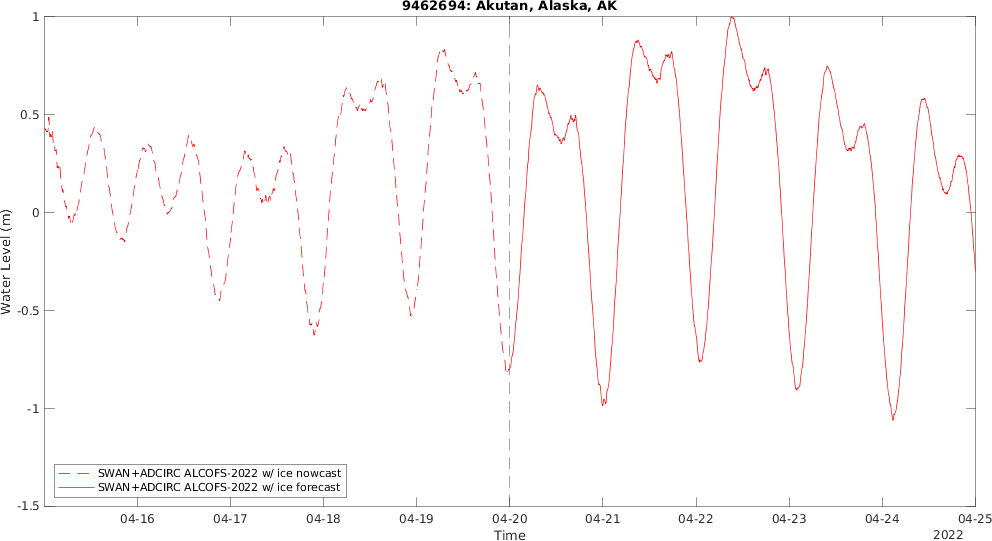 9462694: Akutan, Alaska, AK
1
0.5
0
-0.5
-1
-1.5
Water Level (m)
SWAN+ADCIRC ALCOFS-2022 w/ ice nowcast
SWAN+ADCIRC ALCOFS-2022 w/ ice forecast
04-16 04-17 04-18 04-19 04-20 04-21 04-22 04-23 04-24 04-25
Time
2022